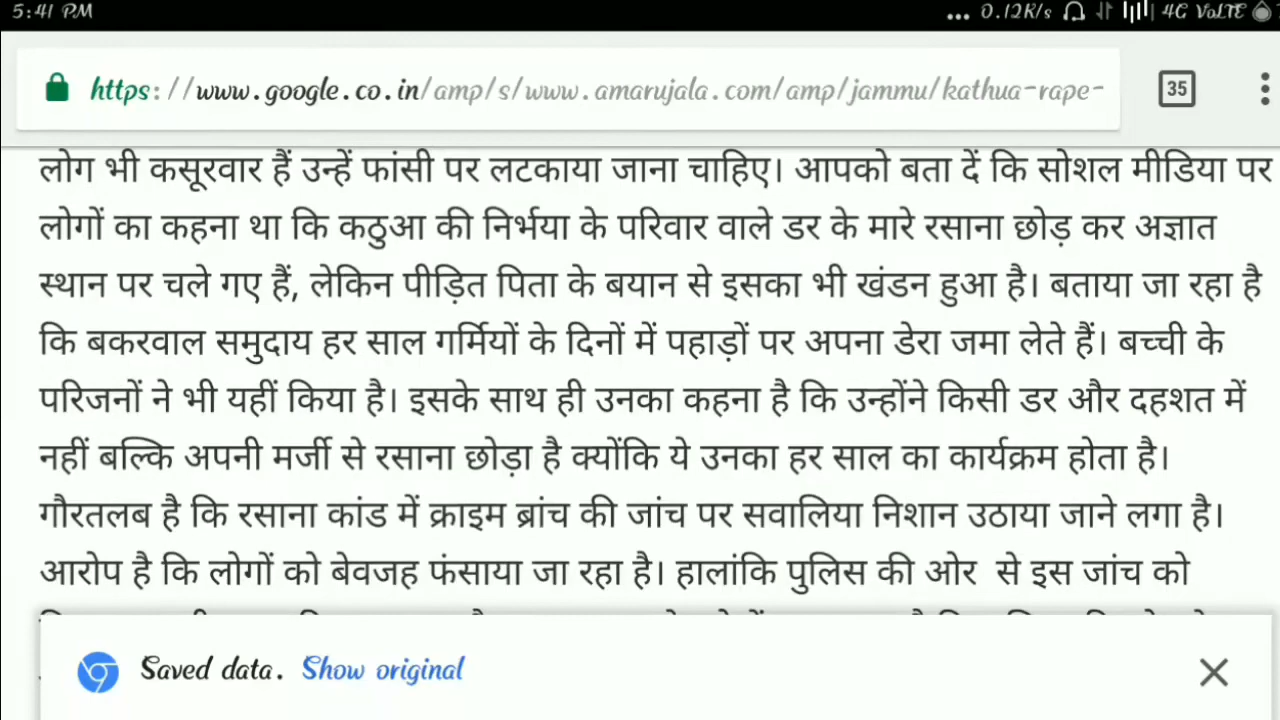 5:41 PM
... 0.12K/s 4G VoLTE
https://www.google.co.in/amp/s/www.amarujala.com/amp/jammu/kathua-rape-
35
लोग भी कसूरवार हैं उन्हें फांसी पर लटकाया जाना चाहिए। आपको बता दें कि सोशल मीडिया पर
लोगों का कहना था कि कठुआ की निर्भया के परिवार वाले डर के मारे रसाना छोड़ कर अज्ञात
स्थान पर चले गए हैं, लेकिन पीड़ित पिता के बयान से इसका भी खंडन हुआ है। बताया जा रहा है
कि बकरवाल समुदाय हर साल गर्मियों के दिनों में पहाड़ों पर अपना डेरा जमा लेते हैं। बच्ची के
परिजनों ने भी यहीं किया है। इसके साथ ही उनका कहना है कि उन्होंने किसी डर और दहशत में
नहीं बल्कि अपनी मर्जी से रसाना छोड़ा है क्योंकि ये उनका हर साल का कार्यक्रम होता है।
गौरतलब है कि रसाना कांड में क्राइम ब्रांच की जांच पर सवालिया निशान उठाया जाने लगा है।
आरोप है कि लोगों को बेवजह फंसाया जा रहा है। हालांकि पुलिस की ओर से इस जांच को
Saved data. Show original